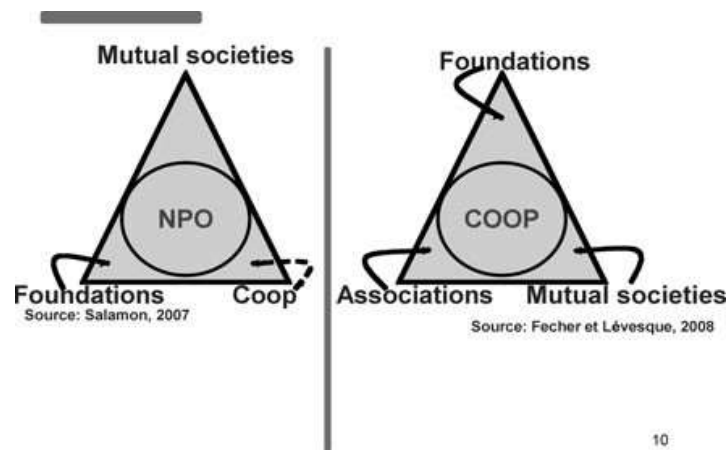 Mutual societies
NPO
Foundations
Coop
Source: Salamon, 2007
Foundations
COOP
Associations
Mutual societies
Source: Fecher et Lévesque, 2008
10